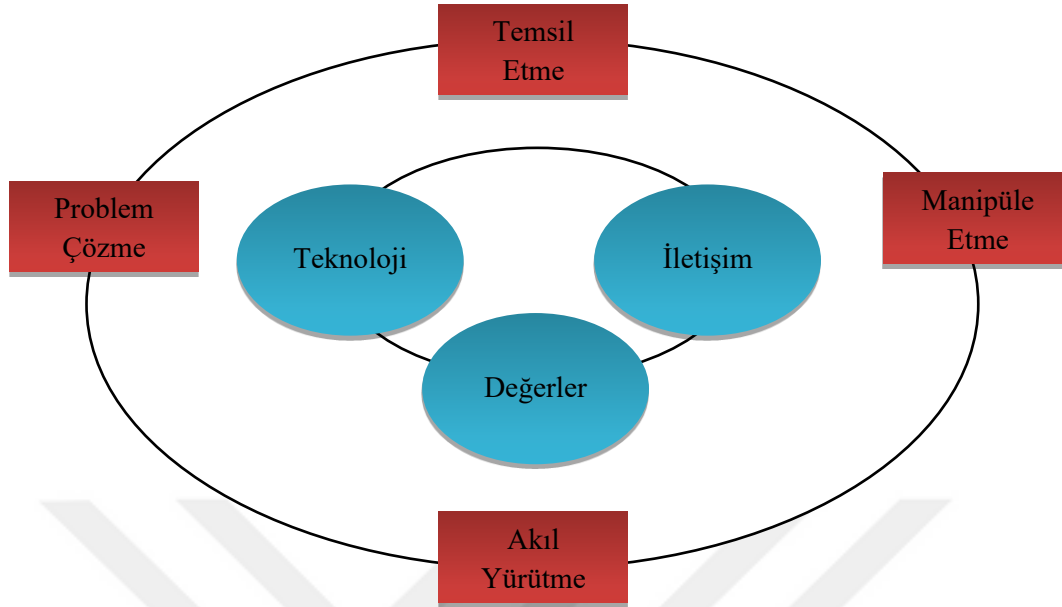 Temsil
Etme
Problem
Çözme
Manipüle
Etme
Teknoloji
İletişim
Değerler
Akıl
Yürütme